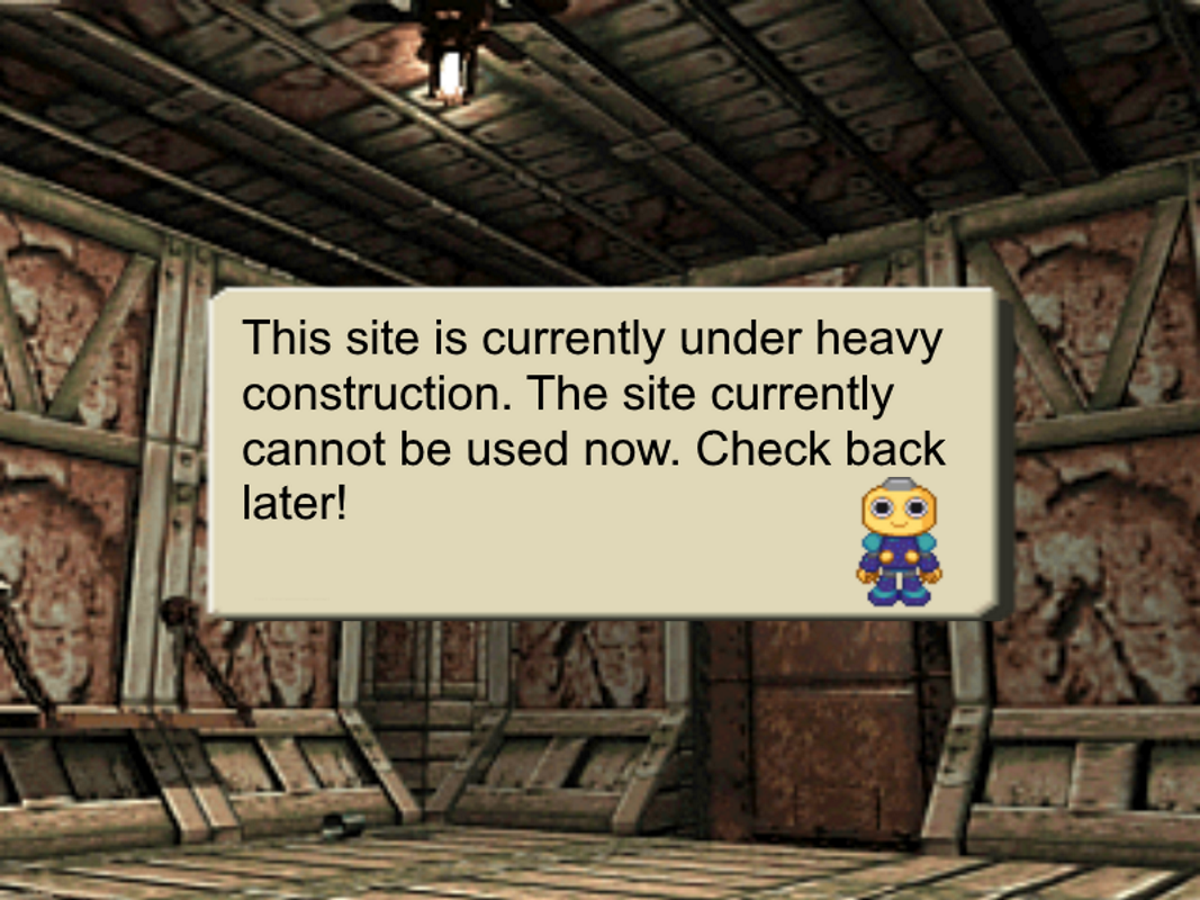 This site is currently under heavy
construction. The site currently
cannot be used now. Check back
later!